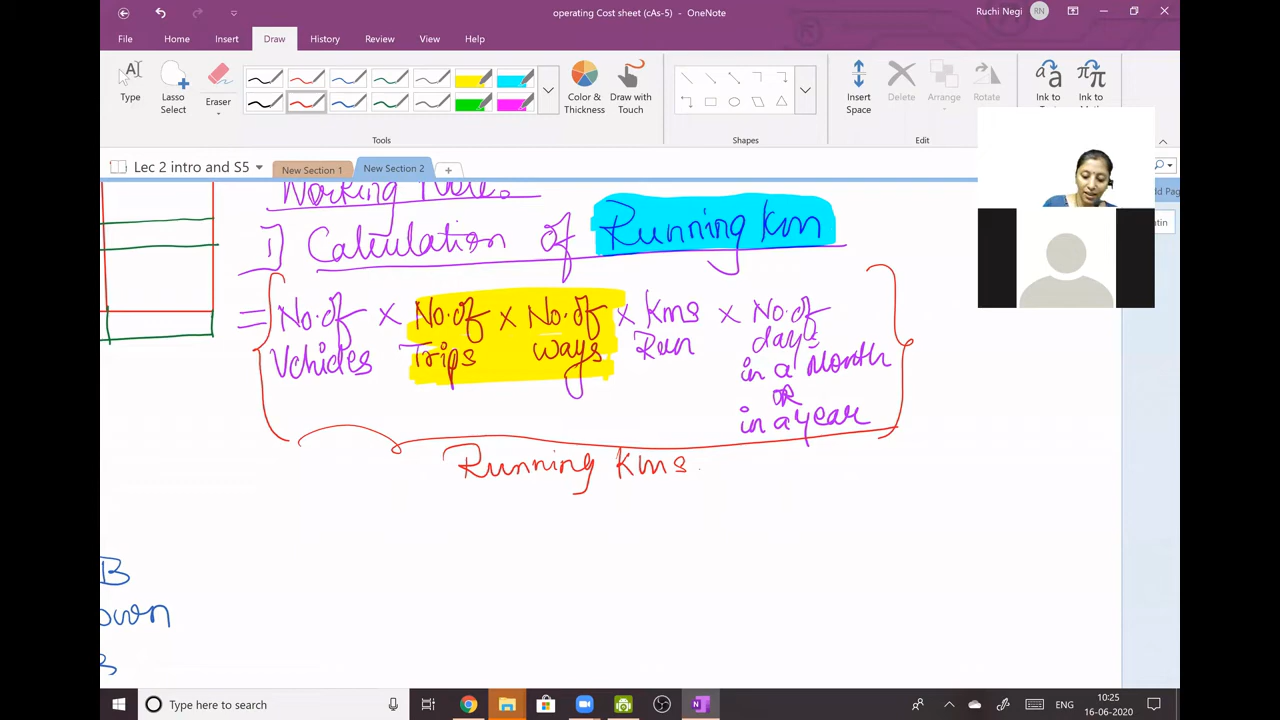 operating Cost sheet (cAs-5) - OneNote
Ruchi Negi RN
File Home Insert Draw History Review View Help
Type Lasso Select Eraser Color & Thickness Draw with Touch Insert Space Delete Arrange Rotate Ink to Ink to
Tools Shapes Edit
Lec 2 intro and S5 New Section 1 New Section 2
Working Note.
1] Calculation of Running km
= No. of Vehicles × No. of Trips × No. of ways × Kms Run × No. of days in a Month
OR
in a year
Running Kms.
B
own
Type here to search
ENG 10:25
16-06-2020